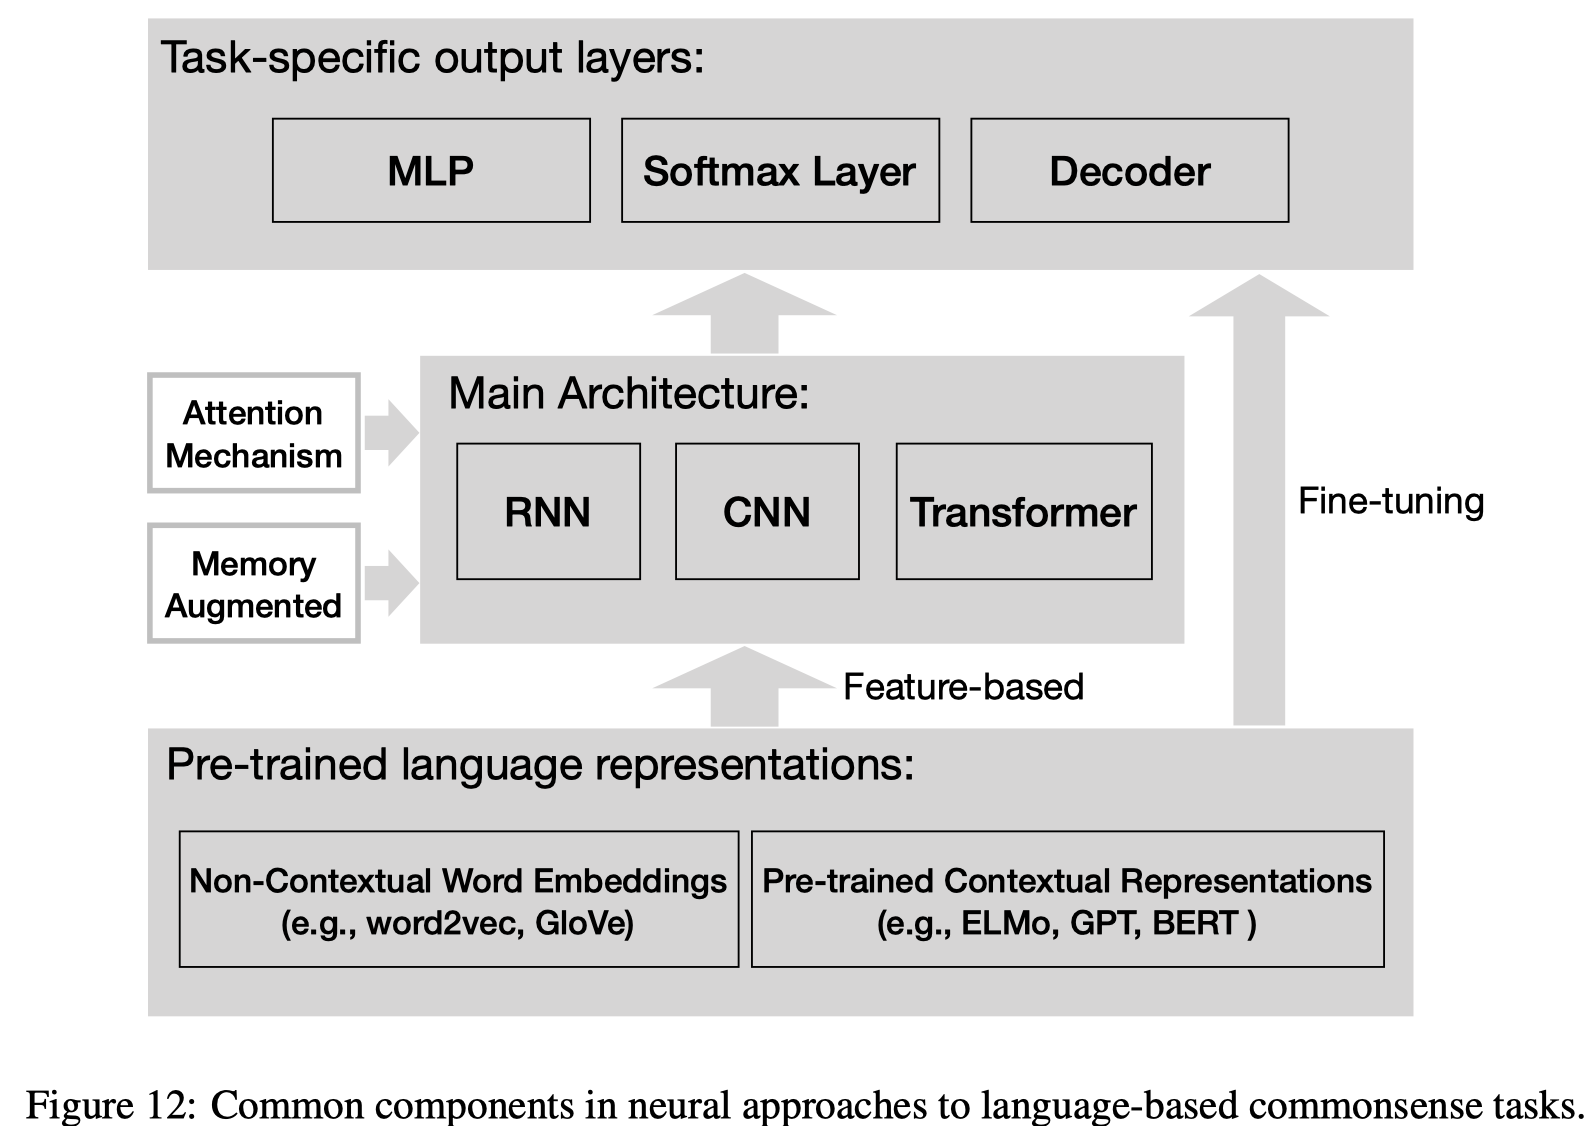 Task-specific output layers:
MLP
Softmax Layer
Decoder
Attention
Mechanism
Memory
Augmented
Main Architecture:
RNN
CNN
Transformer
Fine-tuning
Feature-based
Pre-trained language representations:
Non-Contextual Word Embeddings
(e.g., word2vec, GloVe)
Pre-trained Contextual Representations
(e.g., ELMo, GPT, BERT )
Figure 12: Common components in neural approaches to language-based commonsense tasks.